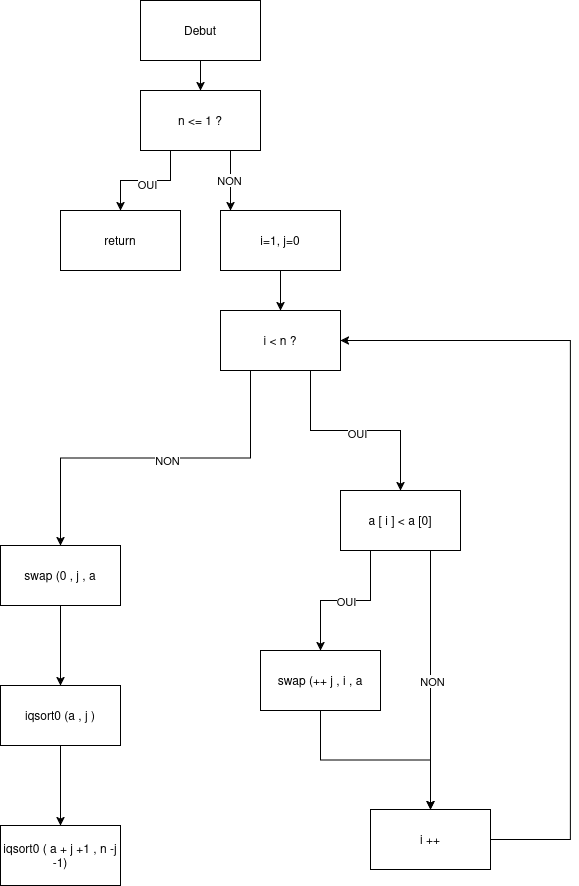 Debut
n <= 1 ?
OUI
NON
return
i=1, j=0
i < n ?
OUI
NON
a [ i ] < a [0]
swap (0 , j , a
OUI
swap (++ j , i , a
NON
iqsort0 (a , j )
iqsort0 ( a + j +1 , n -j
-1)
i ++